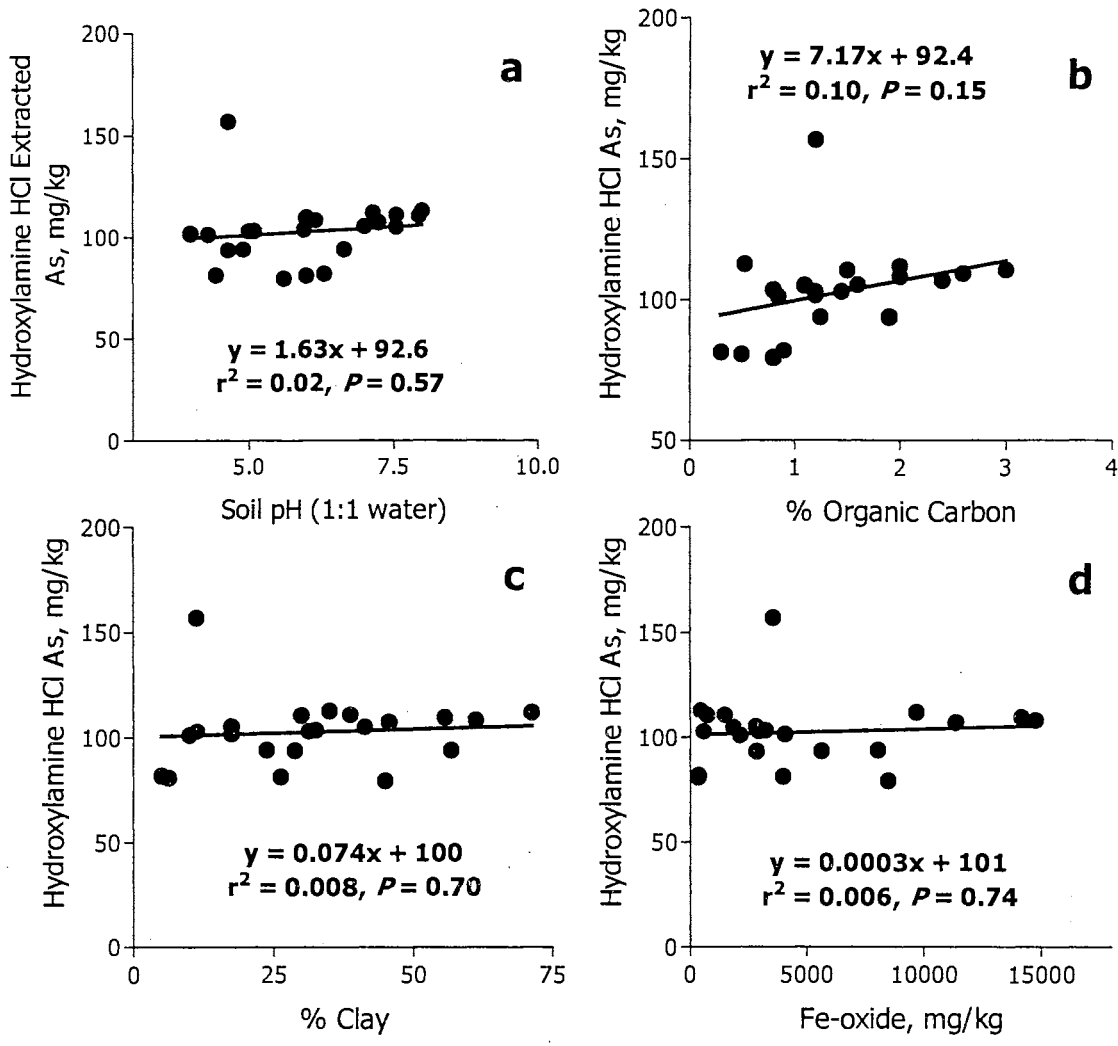 Hydroxylamine HCl Extracted
As, mg/kg
200
150
100
50
0
a
y = 1.63x + 92.6
r² = 0.02, P = 0.57
5.0
7.5
10.0
Soil pH (1:1 water)
Hydroxylamine HCl As, mg/kg
200
150
100
50
y = 7.17x + 92.4
r² = 0.10, P = 0.15
b
0
1
2
3
4
% Organic Carbon
Hydroxylamine HCl As, mg/kg
200
150
100
50
0
c
y = 0.074x + 100
r² = 0.008, P = 0.70
0
25
50
75
% Clay
Hydroxylamine HCl As, mg/kg
200
150
100
50
0
d
y = 0.0003x + 101
r² = 0.006, P = 0.74
0
5000
10000
15000
Fe-oxide, mg/kg